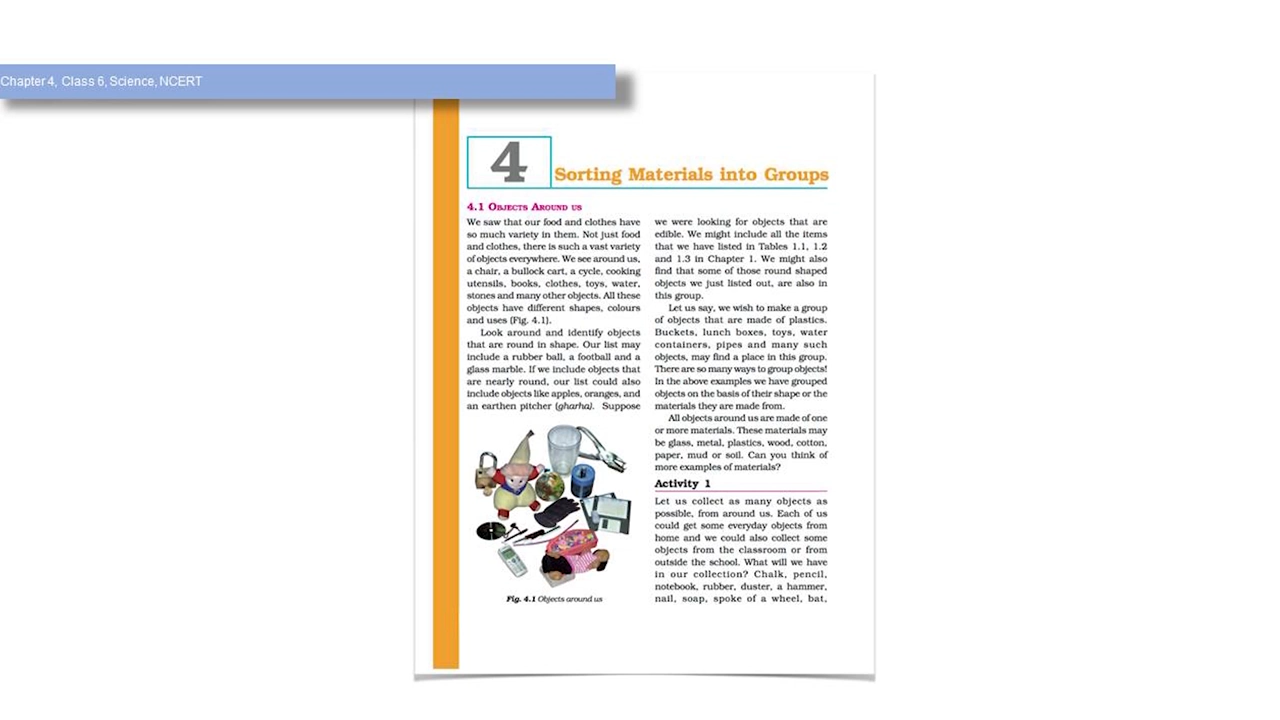 Chapter 4, Class 6, Science, NCERT
4
Sorting Materials into Groups
4.1 OBJECTS AROUND US
We saw that our food and clothes have
so much variety in them. Not just food
and clothes, there is such a vast variety
of objects everywhere. We see around us,
a chair, a bullock cart, a cycle, cooking
utensils, books, clothes, toys, water,
stones and many other objects. All these
objects have different shapes, colours
and uses (Fig. 4.1).
Look around and identify objects
that are round in shape. Our list may
include a rubber ball, a football and a
glass marble. If we include objects that
are nearly round, our list could also
include objects like apples, oranges, and
an earthen pitcher (gharha). Suppose
Fig. 4.1 Objects around us
we were looking for objects that are
edible. We might include all the items
that we have listed in Tables 1.1, 1.2
and 1.3 in Chapter 1. We might also
find that some of those round shaped
objects we just listed out, are also in
this group.
Let us say, we wish to make a group
of objects that are made of plastics.
Buckets, lunch boxes, toys, water
containers, pipes and many such
objects, may find a place in this group.
There are so many ways to group objects!
In the above examples we have grouped
objects on the basis of their shape or the
materials they are made from.
All objects around us are made of one
or more materials. These materials may
be glass, metal, plastics, wood, cotton,
paper, mud or soil. Can you think of
more examples of materials?
Activity 1
Let us collect as many objects as
possible, from around us. Each of us
could get some everyday objects from
home and we could also collect some
objects from the classroom or from
outside the school. What will we have
in our collection? Chalk, pencil,
notebook, rubber, duster, a hammer,
nail, soap, spoke of a wheel, bat,